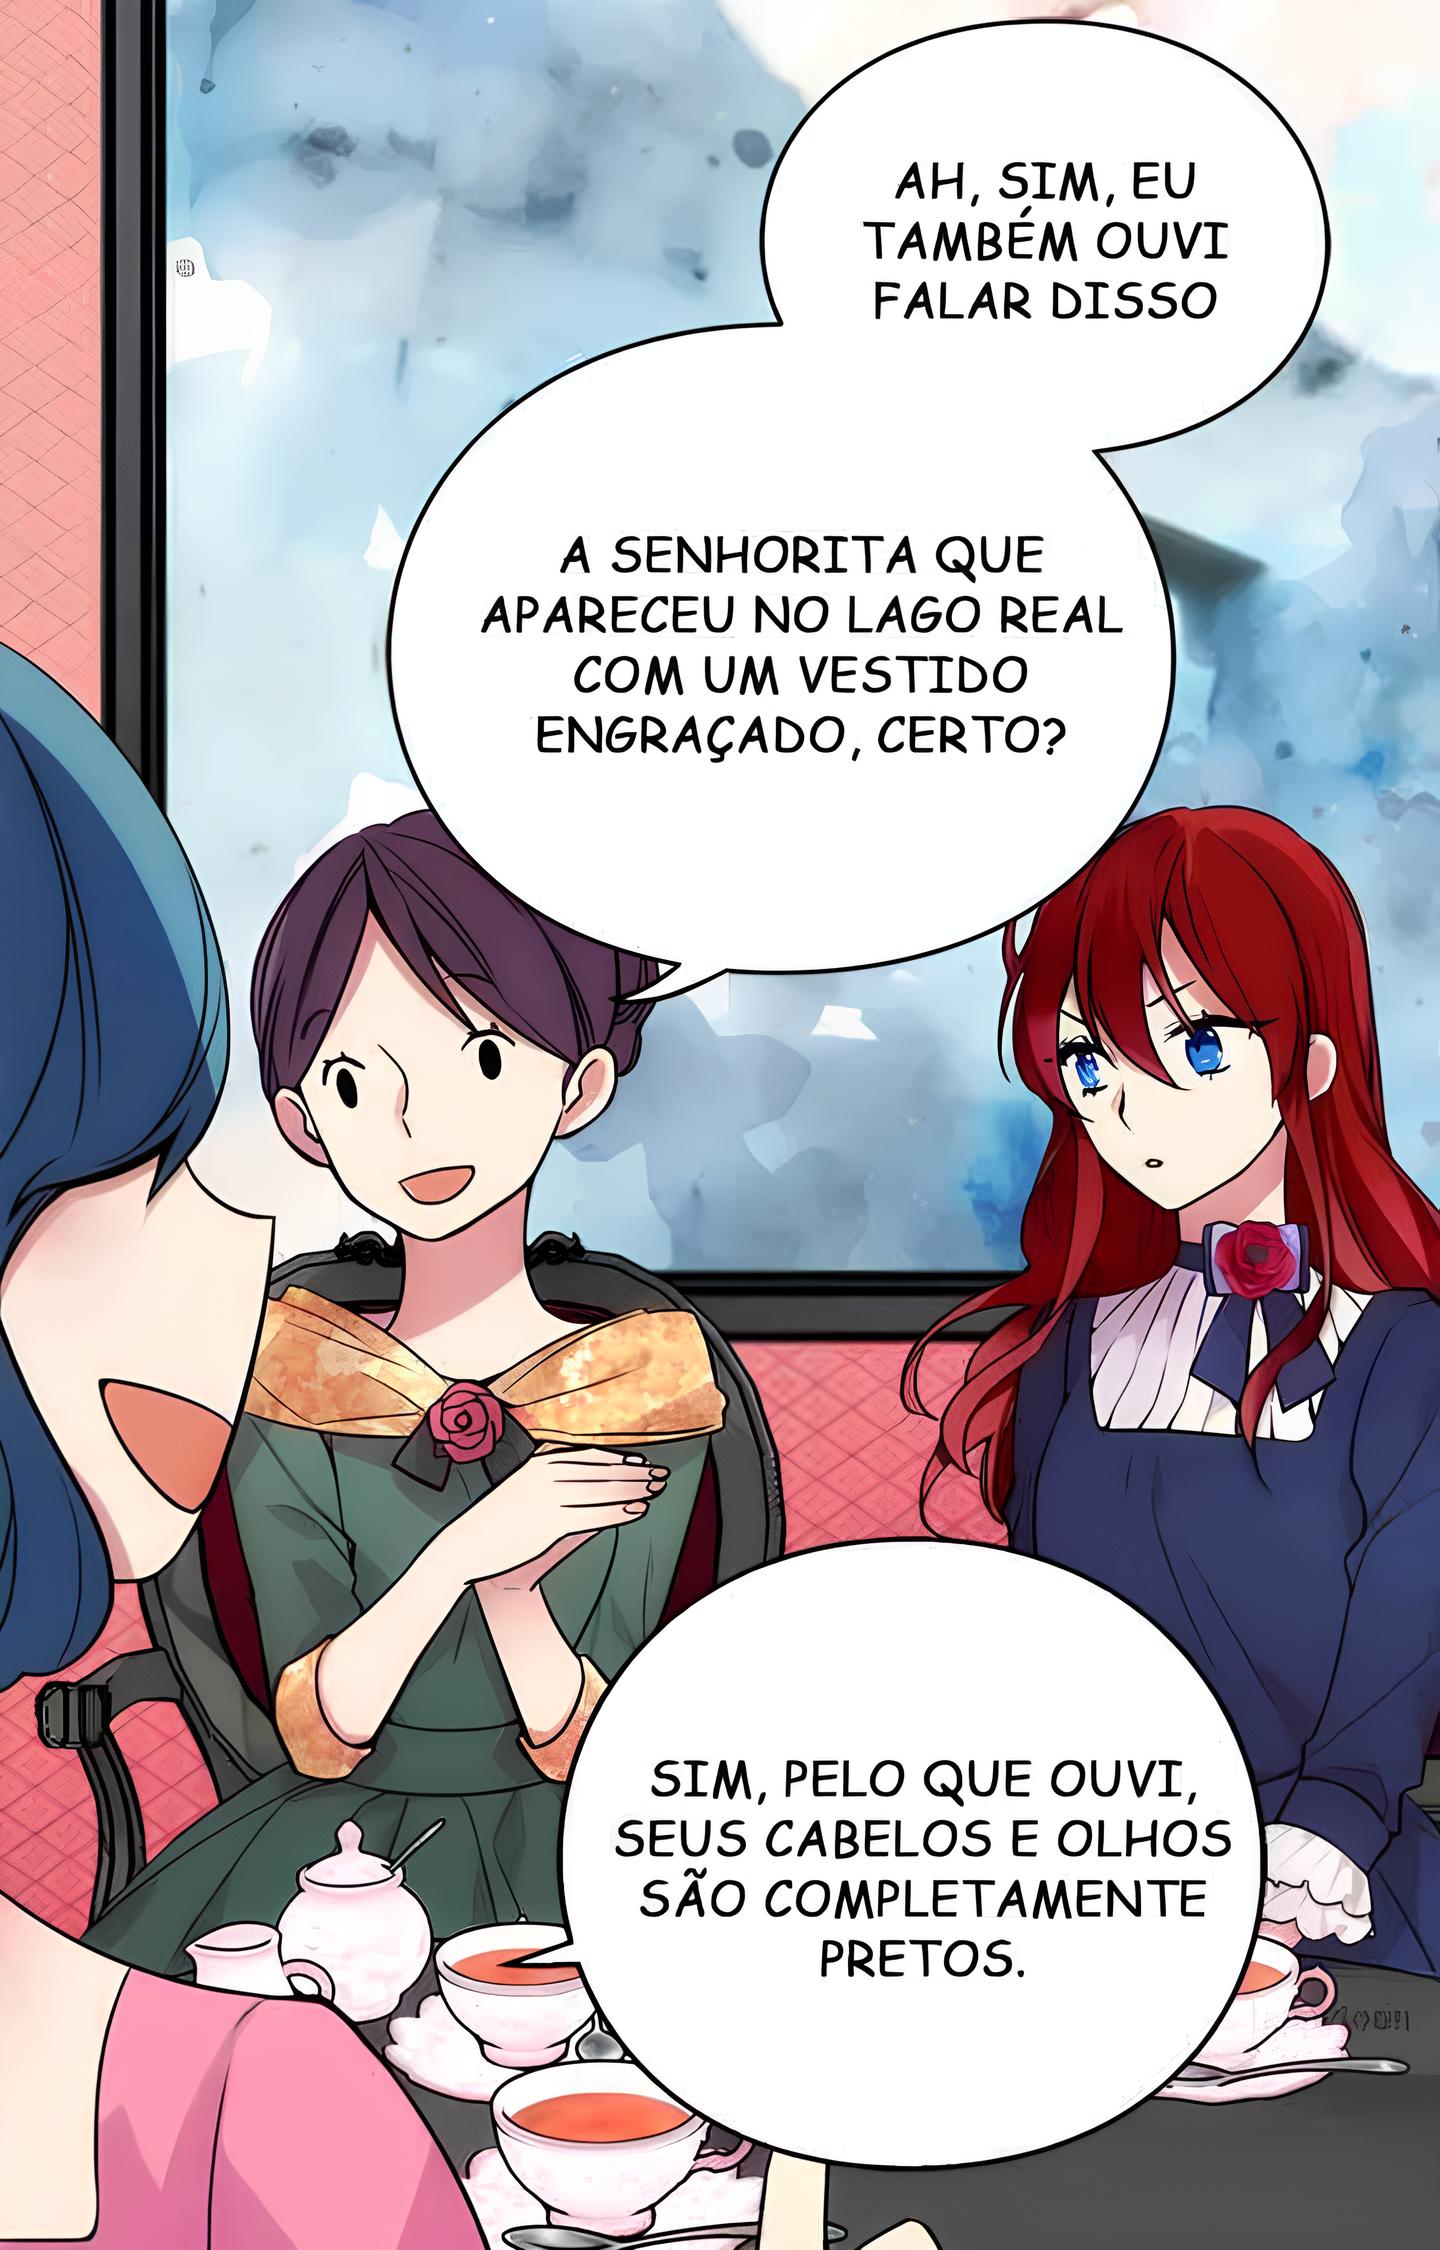 AH, SIM, EU
TAMBÉM OUVI
FALAR DISSO
A SENHORITA QUE
APARECEU NO LAGO REAL
COM UM VESTIDO
ENGRAÇADO, CERTO?
SIM, PELO QUE OUVI,
SEUS CABELOS E OLHOS
SÃO COMPLETAMENTE
PRETOS.